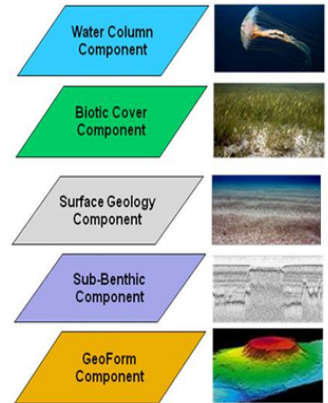 Water Column
Component
Biotic Cover
Component
Surface Geology
Component
Sub-Benthic
Component
GeoForm
Component